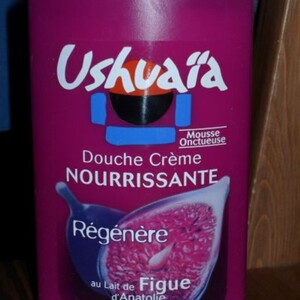 Ushuaïa
Mousse
Onctueuse
Douche Crème
NOURRISSANTE
Régénère
au Lait de Figue
d'Anatolie